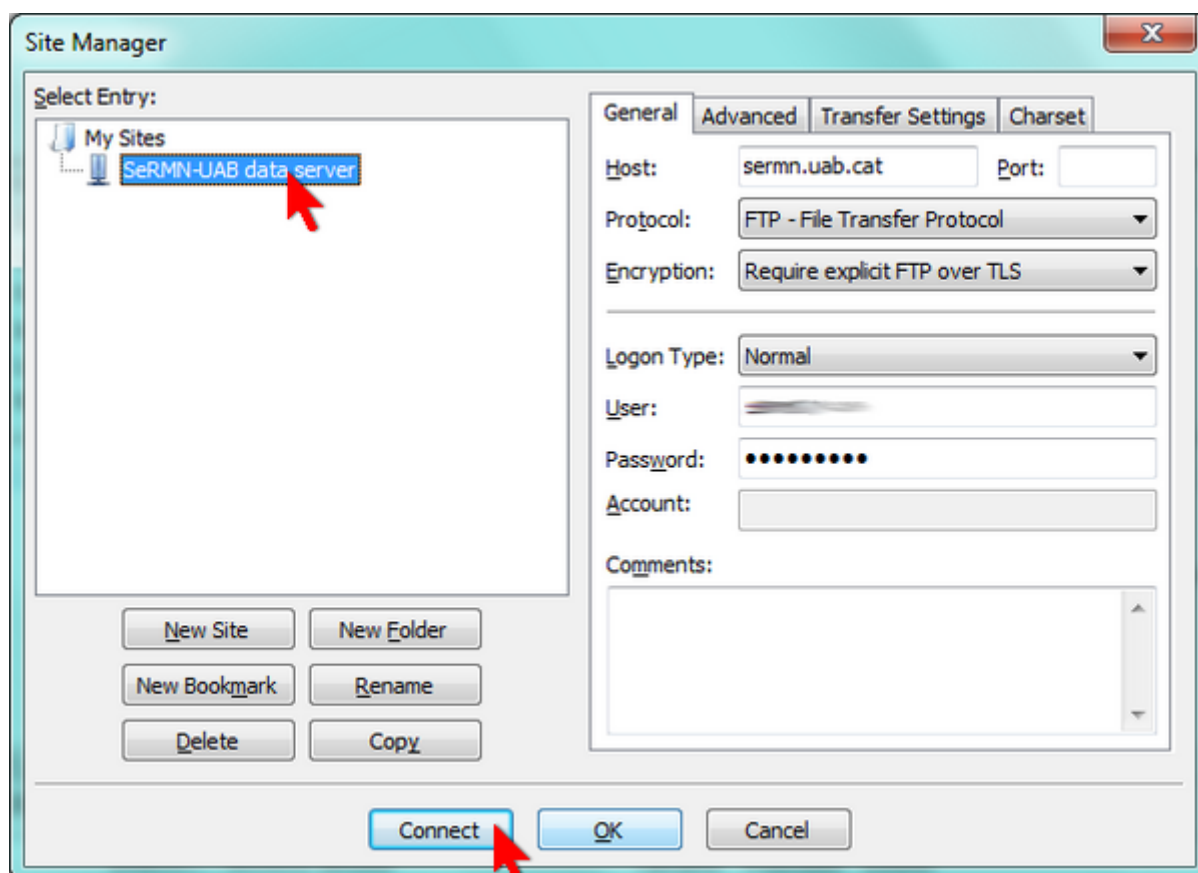 Site Manager
Select Entry:
My Sites
SeRMN-UAB data server
New Site
New Folder
New Bookmark
Rename
Delete
Copy
General
Advanced
Transfer Settings
Charset
Host:
sermn.uab.cat
Port:
Protocol:
FTP - File Transfer Protocol
Encryption:
Require explicit FTP over TLS
Logon Type:
Normal
User:
Password:
●●●●●●●●●
Account:
Comments:
Connect
OK
Cancel